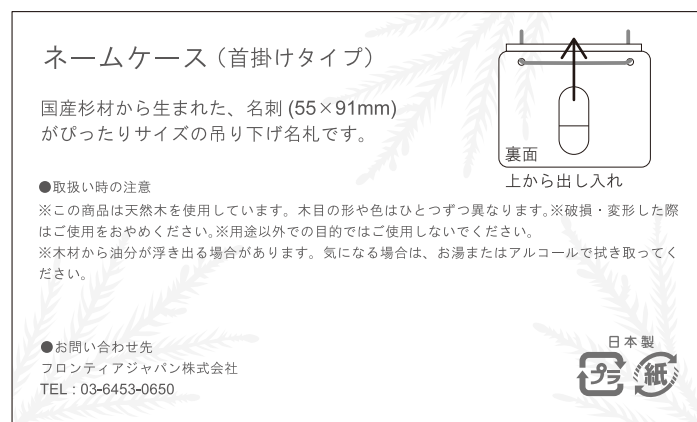 ネームケース（首掛けタイプ）
国産杉材から生まれた、名刺 (55×91mm)
がぴったりサイズの吊り下げ名札です。
裏面
上から出し入れ
●取扱い時の注意
※この商品は天然木を使用しています。木目の形や色はひとつずつ異なります。※破損・変形した際
はご使用をおやめください。※用途以外での目的ではご使用しないでください。
※木材から油分が浮き出る場合があります。気になる場合は、お湯またはアルコールで拭き取ってく
ださい。
●お問い合わせ先
フロンティアジャパン株式会社
TEL : 03-6453-0650
日本製
プラ
紙